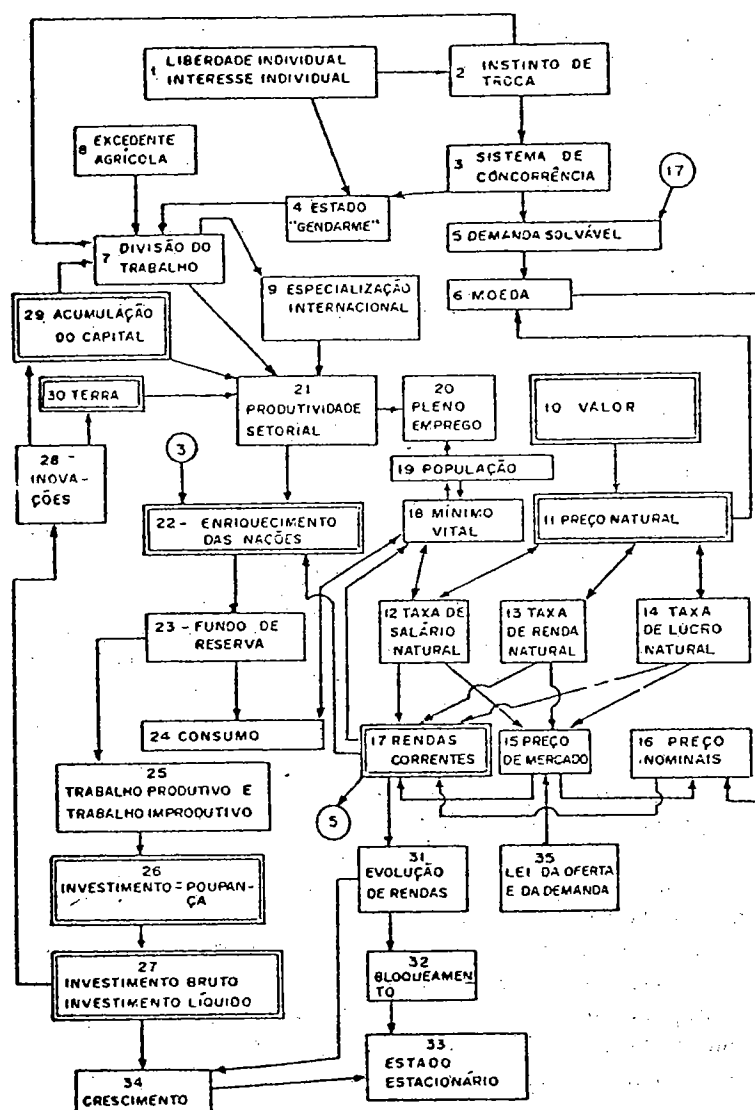 1 LIBERDADE INDIVIDUAL
INTERESSE INDIVIDUAL
2 INSTINTO DE
TROCA
8 EXCEDENTE
AGRÍCOLA
3 SISTEMA DE
CONCORRÊNCIA
17
4 ESTADO
"GENDARME"
5 DEMANDA SOLVÁVEL
7 DIVISÃO DO
TRABALHO
9 ESPECIALIZAÇÃO
INTERNACIONAL
6 MOEDA
29 ACUMULAÇÃO
DO CAPITAL
30 TERRA
21
PRODUTIVIDADE
SETORIAL
20
PLENO
EMPREGO
10 VALOR
28 -
INOVA-
ÇÕES
3
19 POPULAÇÃO
22 - ENRIQUECIMENTO
DAS NAÇÕES
18 MÍNIMO
VITAL
11 PREÇO NATURAL
23 - FUNDO DE
RESERVA
12 TAXA DE
SALÁRIO
NATURAL
13 TAXA
DE RENDA
NATURAL
14 TAXA
DE LUCRO
NATURAL
24 CONSUMO
17 RENDAS
CORRENTES
15 PREÇO
DE MERCADO
16 PREÇO
NOMINAIS
25
TRABALHO PRODUTIVO E
TRABALHO IMPRODUTIVO
5
26
INVESTIMENTO = POUPAN-
ÇA
31
EVOLUÇÃO
DE RENDAS
35
LEI DA OFERTA
E DA DEMANDA
27
INVESTIMENTO BRUTO
INVESTIMENTO LÍQUIDO
32
BLOQUEAMEN-
TO
33
ESTADO
ESTACIONÁRIO
34
CRESCIMENTO